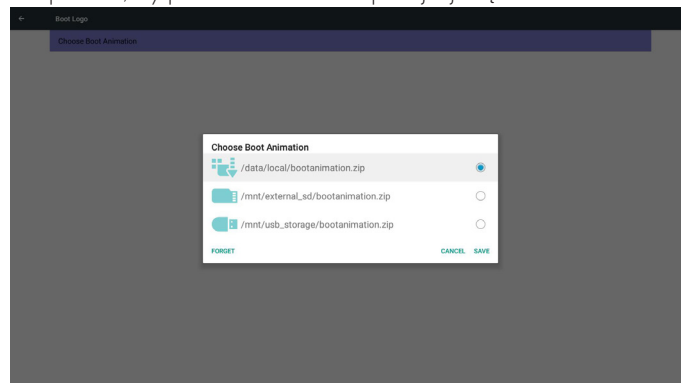 Boot Logo
Choose Boot Animation
Choose Boot Animation
/data/local/bootanimation.zip
/mnt/external_sd/bootanimation.zip
/mnt/usb_storage/bootanimation.zip
FORGET CANCEL SAVE